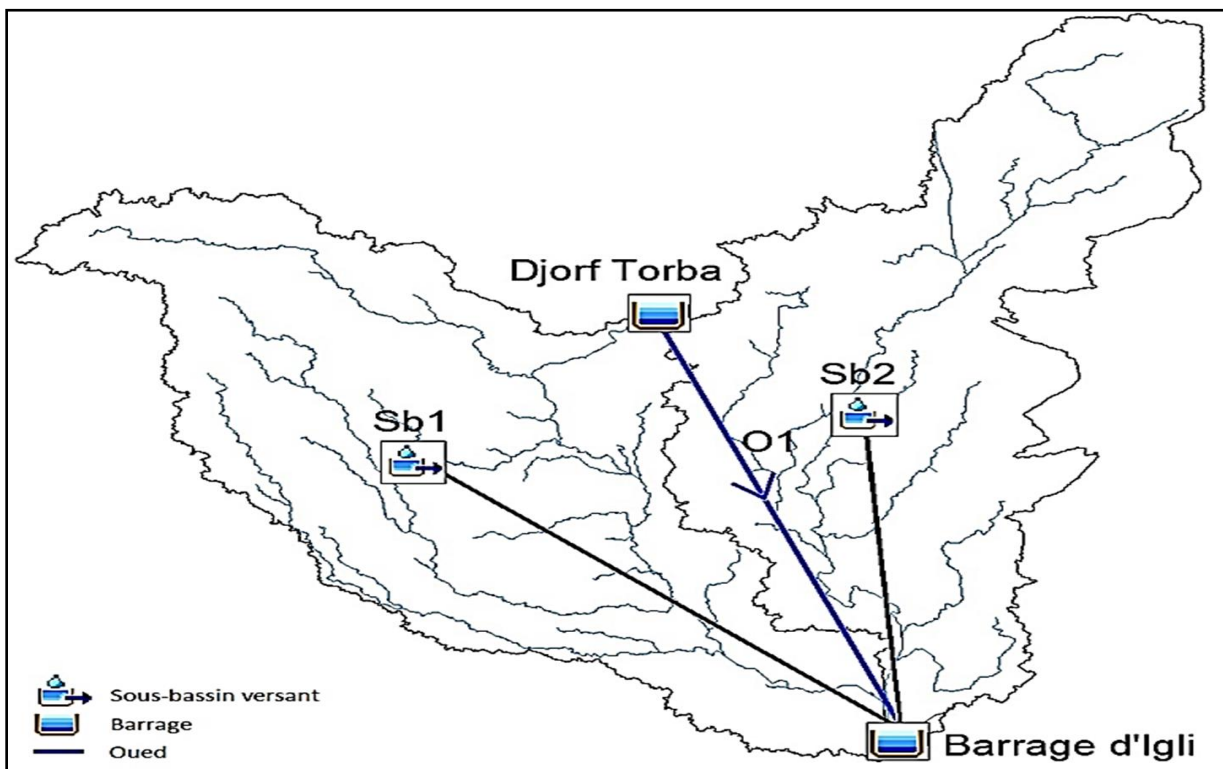 Djorf Torba
Sb2
Sb1
O1
Sous-bassin versant
Barrage
Oued
Barrage d'Igli